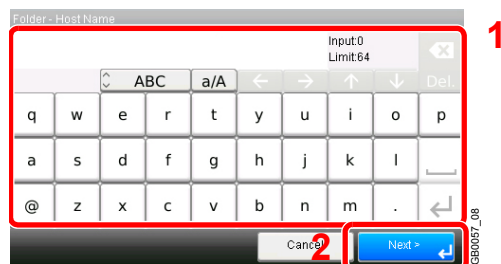 Folder - Host Name
1
Input:0
Limit:64
ABC a/A Del.
q w e r t y u i o p
a s d f g h j k l
@ z x c v b n m .
Cancel 2 Next >
GB0057_08